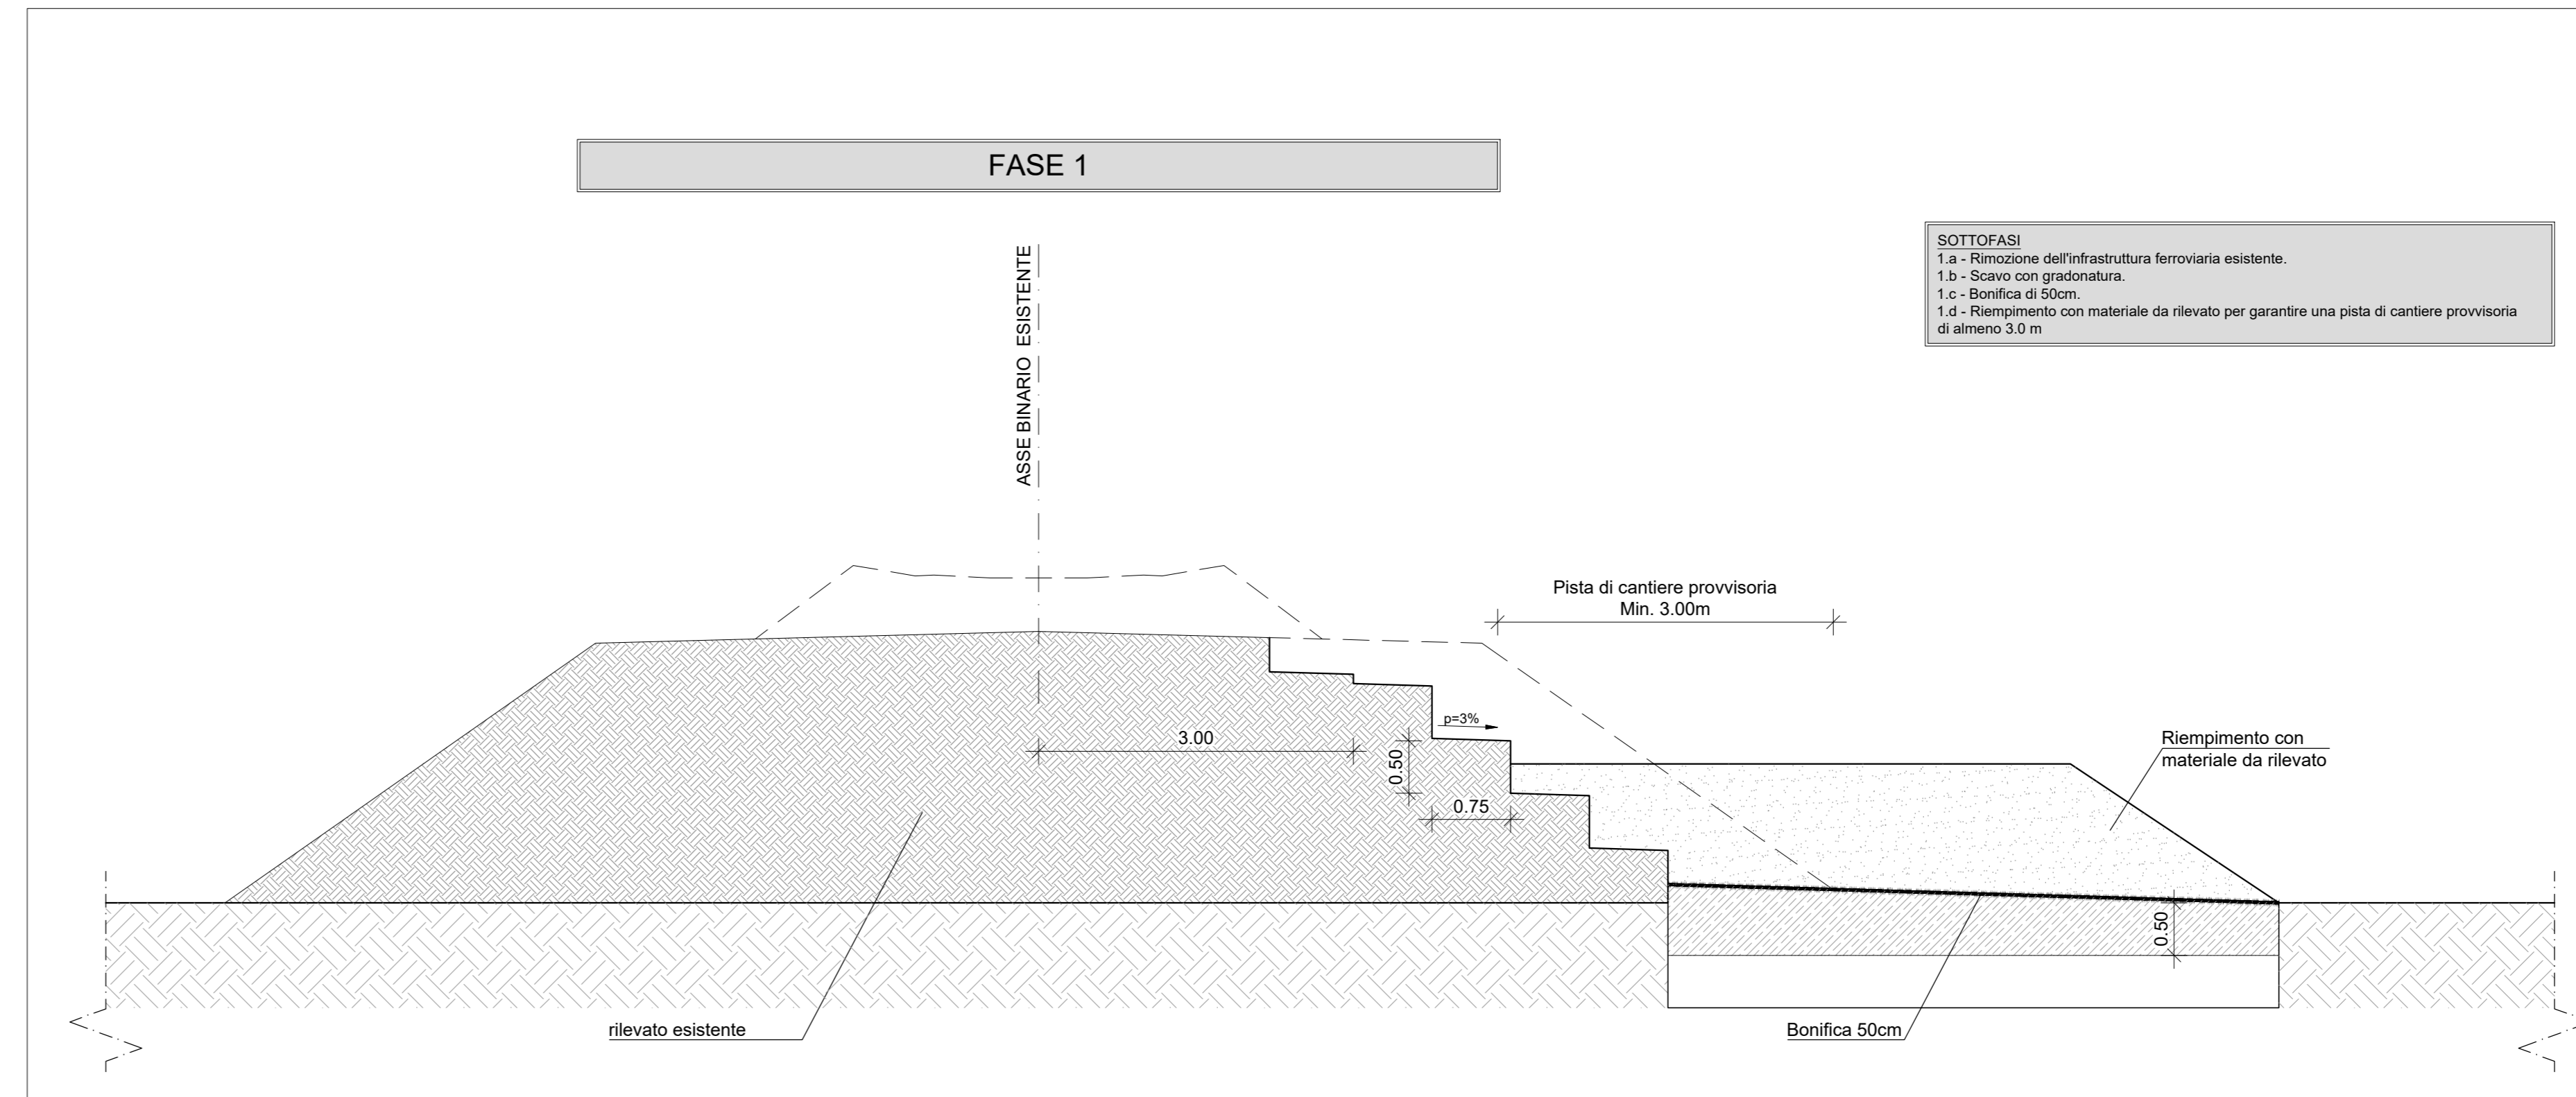 FASE 1
SOTTOFASI
1.a - Rimozione dell'infrastruttura ferroviaria esistente.
1.b - Scavo con gradonatura.
1.c - Bonifica di 50cm.
1.d - Riempimento con materiale da rilevato per garantire una pista di cantiere provvisoria
di almeno 3.0 m
ASSE BINARIO ESISTENTE
Pista di cantiere provvisoria
Min. 3.00m
p=3%
3.00
0.50
0.75
Riempimento con
materiale da rilevato
0.50
rilevato esistente
Bonifica 50cm